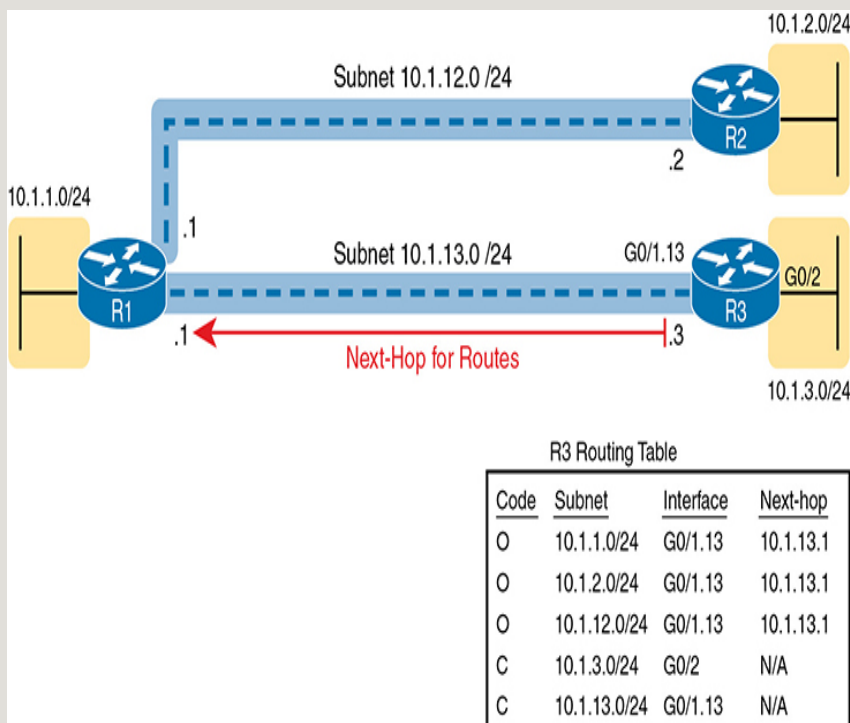 10.1.2.0/24
Subnet 10.1.12.0 /24
R2
.2
10.1.1.0/24
.1
Subnet 10.1.13.0 /24
G0/1.13
R1
R3
G0/2
.1
.3
Next-Hop for Routes
10.1.3.0/24
R3 Routing Table
Code Subnet Interface Next-hop
O 10.1.1.0/24 G0/1.13 10.1.13.1
O 10.1.2.0/24 G0/1.13 10.1.13.1
O 10.1.12.0/24 G0/1.13 10.1.13.1
C 10.1.3.0/24 G0/2 N/A
C 10.1.13.0/24 G0/1.13 N/A